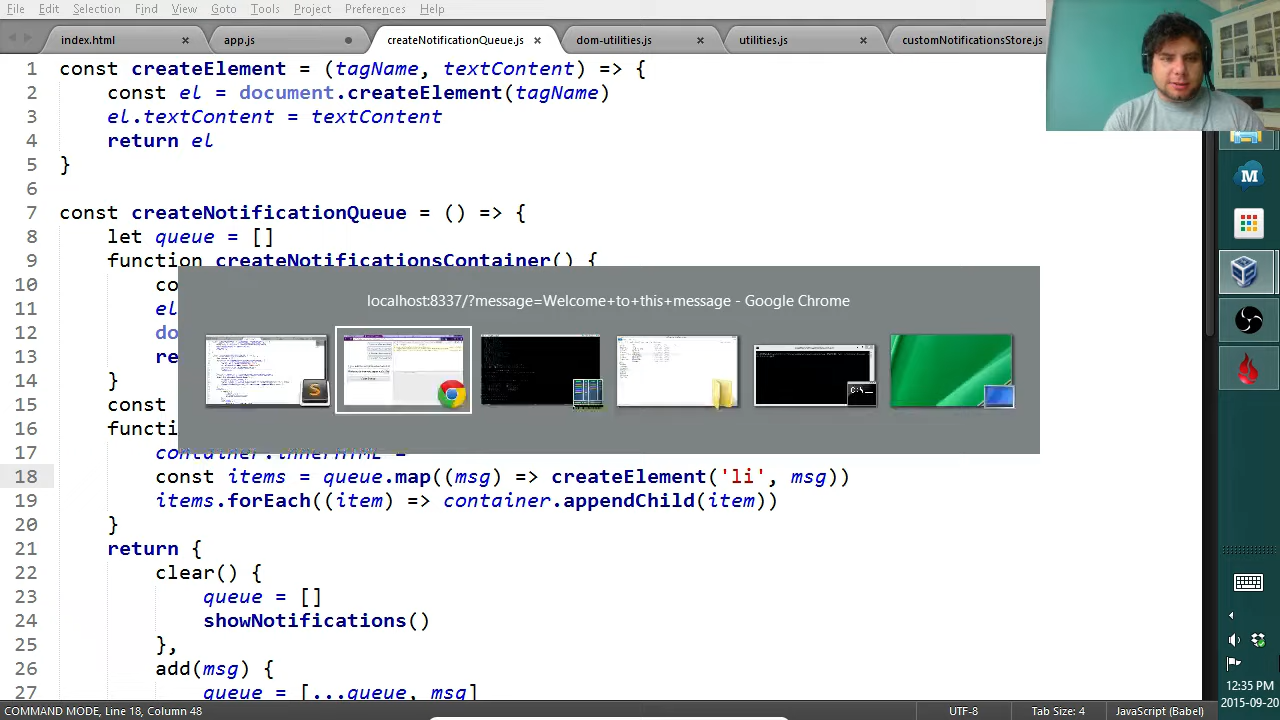 File Edit Selection Find View Goto Tools Project Preferences Help
index.html × app.js createNotificationQueue.js × dom-utilities.js × utilities.js × customNotificationsStore.js
1 const createElement = (tagName, textContent) => {
2 const el = document.createElement(tagName)
3 el.textContent = textContent
4 return el
5 }
6
7 const createNotificationQueue = () => {
8 let queue = []
9 function createNotificationsContainer() {
10 co
11 el
12 do
13 re
14 }
15 const
16 functi
localhost:8337/?message=Welcome+to+this+message - Google Chrome
17 container.innerHTML =
18 const items = queue.map((msg) => createElement('li', msg))
19 items.forEach((item) => container.appendChild(item))
20 }
21 return {
22 clear() {
23 queue = []
24 showNotifications()
25 },
26 add(msg) {
27 queue = [...queue, msg]
COMMAND MODE, Line 18, Column 48 UTF-8 Tab Size: 4 JavaScript (Babel)
M
12:35 PM
2015-09-20